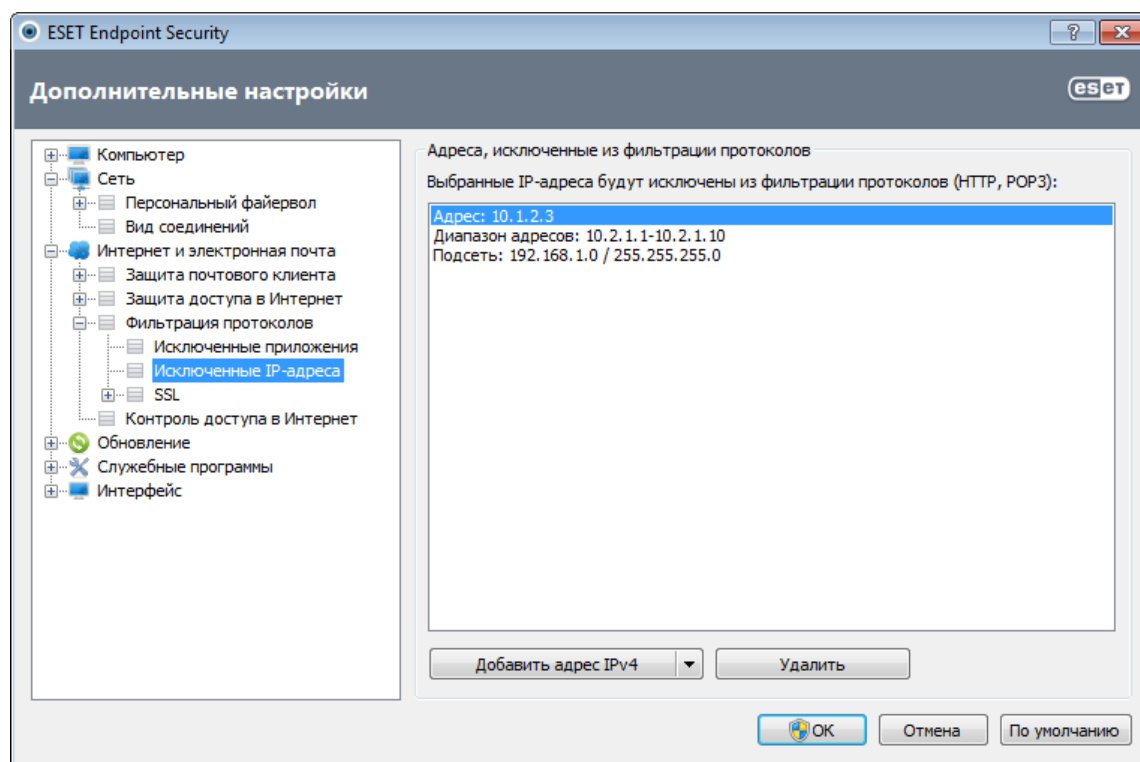 ESET Endpoint Security
?
Дополнительные настройки
eset
Компьютер
Сеть
Персональный файервол
Вид соединений
Интернет и электронная почта
Защита почтового клиента
Защита доступа в Интернет
Фильтрация протоколов
Исключенные приложения
Исключенные IP-адреса
SSL
Контроль доступа в Интернет
Обновление
Служебные программы
Интерфейс
Адреса, исключенные из фильтрации протоколов
Выбранные IP-адреса будут исключены из фильтрации протоколов (HTTP, POP3):
Адрес: 10.1.2.3
Диапазон адресов: 10.2.1.1-10.2.1.10
Подсеть: 192.168.1.0 / 255.255.255.0
Добавить адрес IPv4
Удалить
OK
Отмена
По умолчанию